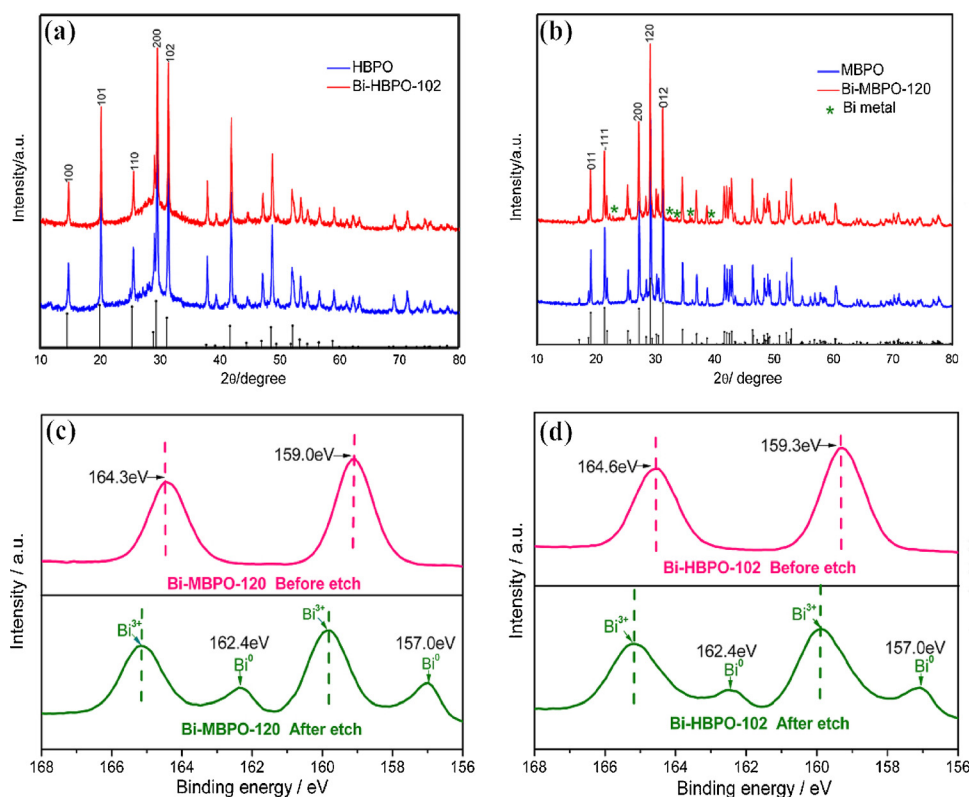 (a)
200
102
101
100
110
HBPO
Bi-HBPO-102
Intensity/a.u.
10 20 30 40 50 60 70 80
2θ/degree
(b)
120
012
200
111
011
MBPO
Bi-MBPO-120
* Bi metal
* * * * *
Intensity/a.u.
10 20 30 40 50 60 70 80
2θ/ degree
(c)
164.3eV
159.0eV
Bi-MBPO-120 Before etch
Bi3+
162.4eV
Bi0
Bi3+
157.0eV
Bi0
Bi-MBPO-120 After etch
Intensity / a.u.
168 166 164 162 160 158 156
Binding energy / eV
(d)
164.6eV
159.3eV
Bi-HBPO-102 Before etch
Bi3+
162.4eV
Bi0
Bi3+
157.0eV
Bi0
Bi-HBPO-102 After etch
Intensity / a.u.
168 166 164 162 160 158 156
Binding energy / eV